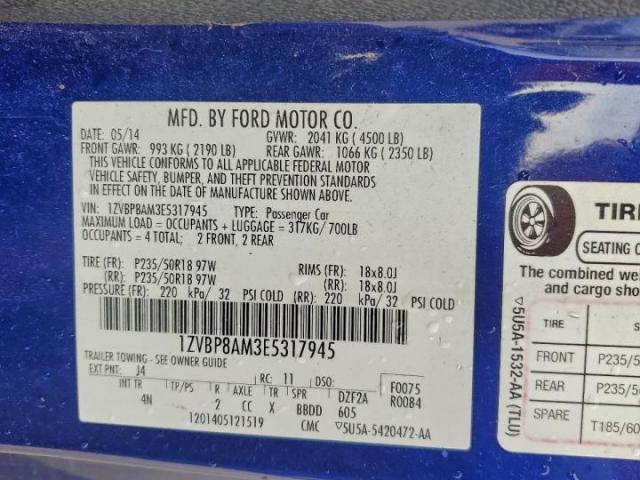 MFD. BY FORD MOTOR CO.
DATE: 05/14 GVWR: 2041 KG ( 4500 LB)
FRONT GAWR: 993 KG ( 2190 LB) REAR GAWR: 1066 KG ( 2350 LB)
THIS VEHICLE CONFORMS TO ALL APPLICABLE FEDERAL MOTOR
VEHICLE SAFETY, BUMPER, AND THEFT PREVENTION STANDARDS
IN EFFECT ON THE DATE OF MANUFACTURE SHOWN ABOVE.
VIN: 1ZVBP8AM3E5317945 TYPE: Passenger Car
MAXIMUM LOAD = OCCUPANTS + LUGGAGE = 317KG/700LB
OCCUPANTS = 4 TOTAL; 2 FRONT, 2 REAR
TIRE (FR): P235/50R18 97W RIMS (FR): 18x8.0J
(RR): P235/50R18 97W (RR): 18x8.0J
PRESSURE (FR): 220 kPa/ 32 PSI COLD (RR): 220 kPa/ 32 PSI COLD
1ZVBP8AM3E5317945
TRAILER TOWING - SEE OWNER GUIDE
EXT PNT: J4 RC: 11 DSO: F0075
INT TR TP/PS R AXLE TR SPR DZF2A R0084
4N 2 CC X BBDD 605
1201405121519 CMC ▽5U5A-5420472-AA
▽5U5A-1532-AA (TLU)
TIRE
SEATING
The combined
and cargo
TIRE
FRONT P235/5
REAR P235/5
SPARE T185/60